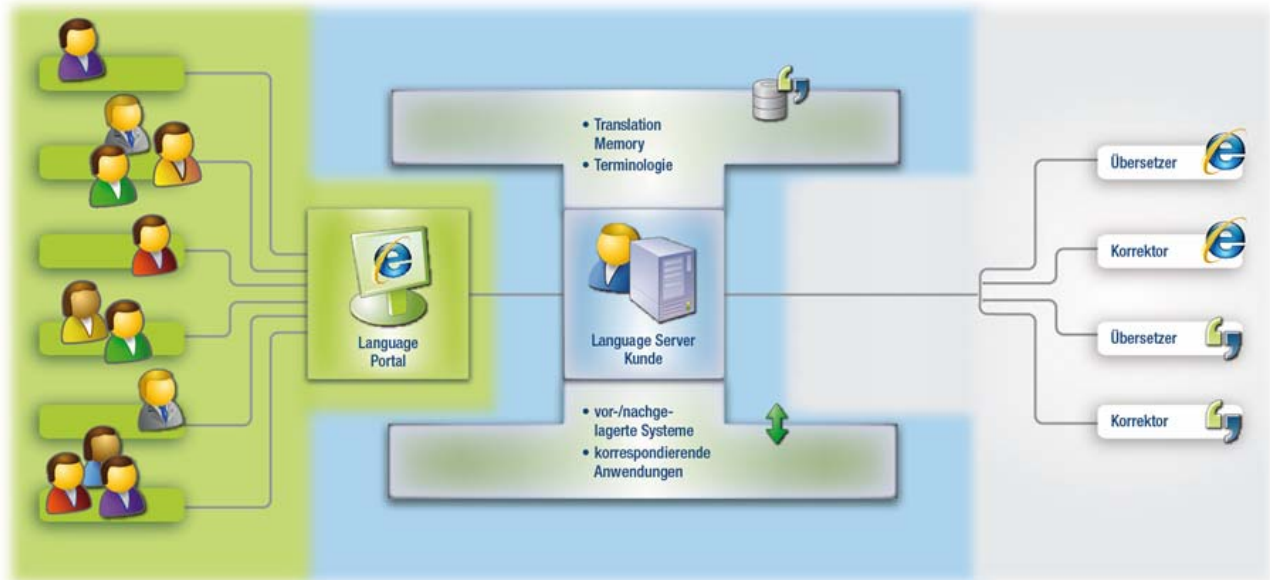 • Translation
Memory
• Terminologie
Language
Portal
Language Server
Kunde
• vor-/nachge-
lagerte Systeme
• korrespondierende
Anwendungen
Übersetzer
Korrektor
Übersetzer
Korrektor